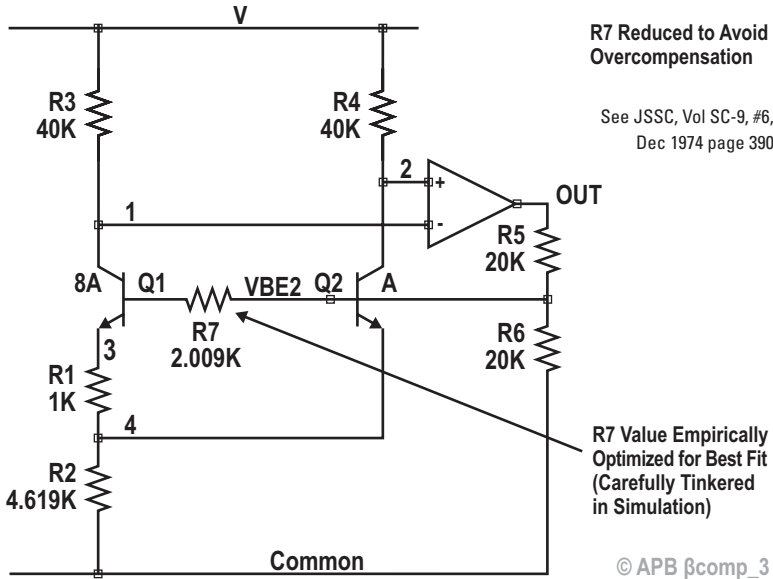 V
R7 Reduced to Avoid
Overcompensation
See JSSC, Vol SC-9, #6,
Dec 1974 page 390
R3
40K
R4
40K
2
+
-
OUT
1
R5
20K
8A
Q1
VBE2
Q2
A
R7
2.009K
3
R6
20K
R1
1K
4
R7 Value Empirically
Optimized for Best Fit
(Carefully Tinkered
in Simulation)
R2
4.619K
Common
© APB βcomp_3